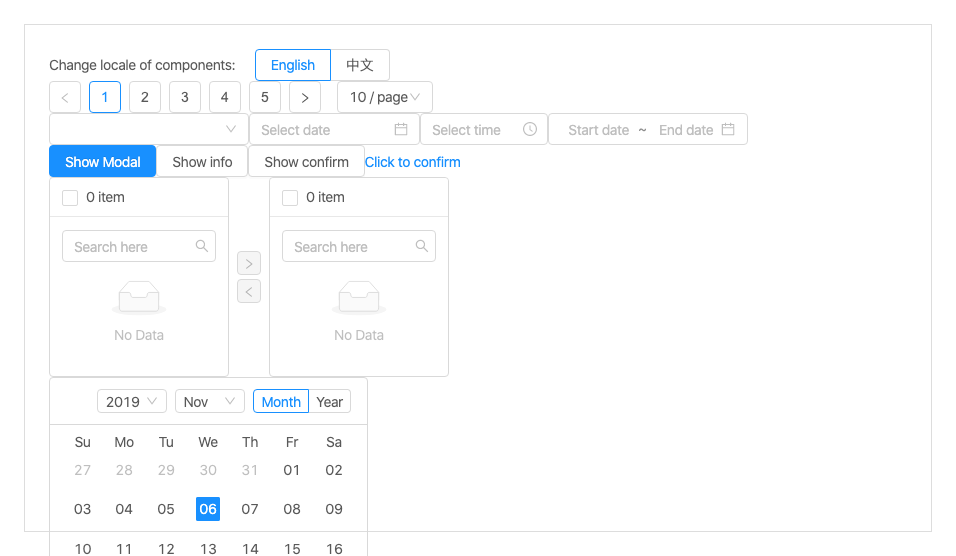 Change locale of components: English 中文
< 1 2 3 4 5 > 10 / page
Select date Select time Start date ~ End date
Show Modal Show info Show confirm Click to confirm
0 item 0 item
Search here Search here
> 
<
No Data No Data
2019 Nov Month Year
Su Mo Tu We Th Fr Sa
27 28 29 30 31 01 02
03 04 05 06 07 08 09
10 11 12 13 14 15 16